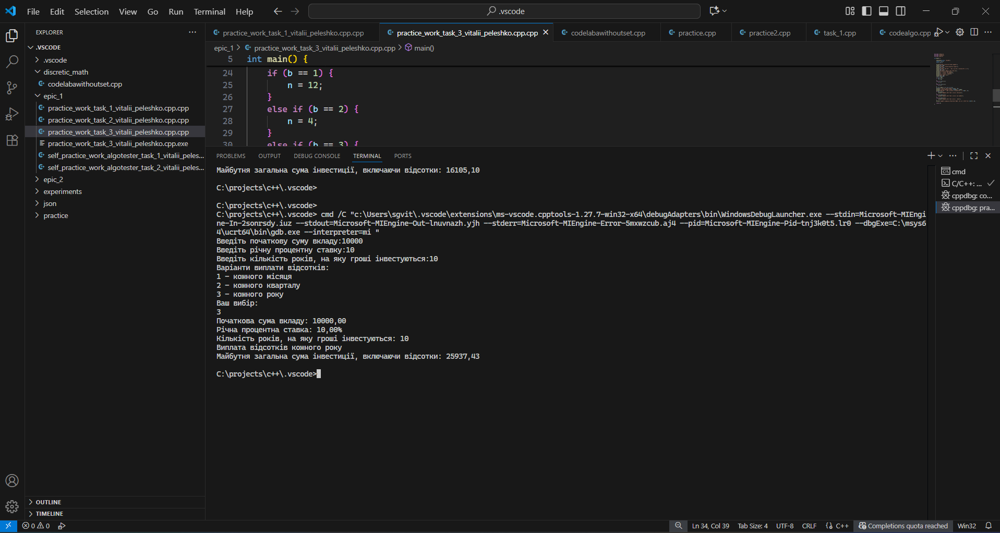 File Edit Selection View Go Run Terminal Help
.vscode
EXPLORER
.VSCODE
.vscode
discretic_math
codelabawithoutset.cpp
epic_1
practice_work_task_1_vitalii_peleshko.cpp.cpp
practice_work_task_2_vitalii_peleshko.cpp.cpp
practice_work_task_3_vitalii_peleshko.cpp.cpp
practice_work_task_3_vitalii_peleshko.cpp.exe
self_practice_work_algotester_task_1_vitalii_peles...
self_practice_work_algotester_task_2_vitalii_peles...
epic_2
experiments
json
practice
OUTLINE
TIMELINE
practice_work_task_1_vitalii_peleshko.cpp.cpp practice_work_task_3_vitalii_peleshko.cpp.cpp codelabawithoutset.cpp practice.cpp practice2.cpp task_1.cpp codealgo.cpp
epic_1 > practice_work_task_3_vitalii_peleshko.cpp.cpp > main()
5 int main() {
24 if (b == 1) {
25 n = 12;
26 }
27 else if (b == 2) {
28 n = 4;
29 }
30 else if (b == 3) {
PROBLEMS OUTPUT DEBUG CONSOLE TERMINAL PORTS
Майбутня загальна сума інвестиції, включаючи відсотки: 16105,10
C:\projects\c++\.vscode>
C:\projects\c++\.vscode>
C:\projects\c++\.vscode> cmd /C "c:\Users\sgvit\.vscode\extensions\ms-vscode.cpptools-1.27.7-win32-x64\debugAdapters\bin\WindowsDebugLauncher.exe --stdin=Microsoft-MIEngi
ne-In-2sonrsdy.iuz --stdout=Microsoft-MIEngine-Out-lnuvnazh.yjh --stderr=Microsoft-MIEngine-Error-5mxwzcub.aj4 --pid=Microsoft-MIEngine-Pid-tnj3k0t5.lr0 --dbgExe=C:\msys6
4\ucrt64\bin\gdb.exe --interpreter=mi "
Введіть початкову суму вкладу:10000
Введіть річну процентну ставку:10
Введіть кількість років, на яку гроші інвестуються:10
Варіанти виплати відсотків:
1 - кожного місяця
2 - кожного кварталу
3 - кожного року
Ваш вибір:
3
Початкова сума вкладу: 10000,00
Річна процентна ставка: 10,00%
Кількість років, на яку гроші інвестуються: 10
Виплата відсотків кожного року
Майбутня загальна сума інвестиції, включаючи відсотки: 25937,43
C:\projects\c++\.vscode>
cmd
C/C++: ...
cppdbg: co...
cppdbg: pra...
0 0
Ln 34, Col 39 Tab Size: 4 UTF-8 CRLF {} C++ Completions quota reached Win32